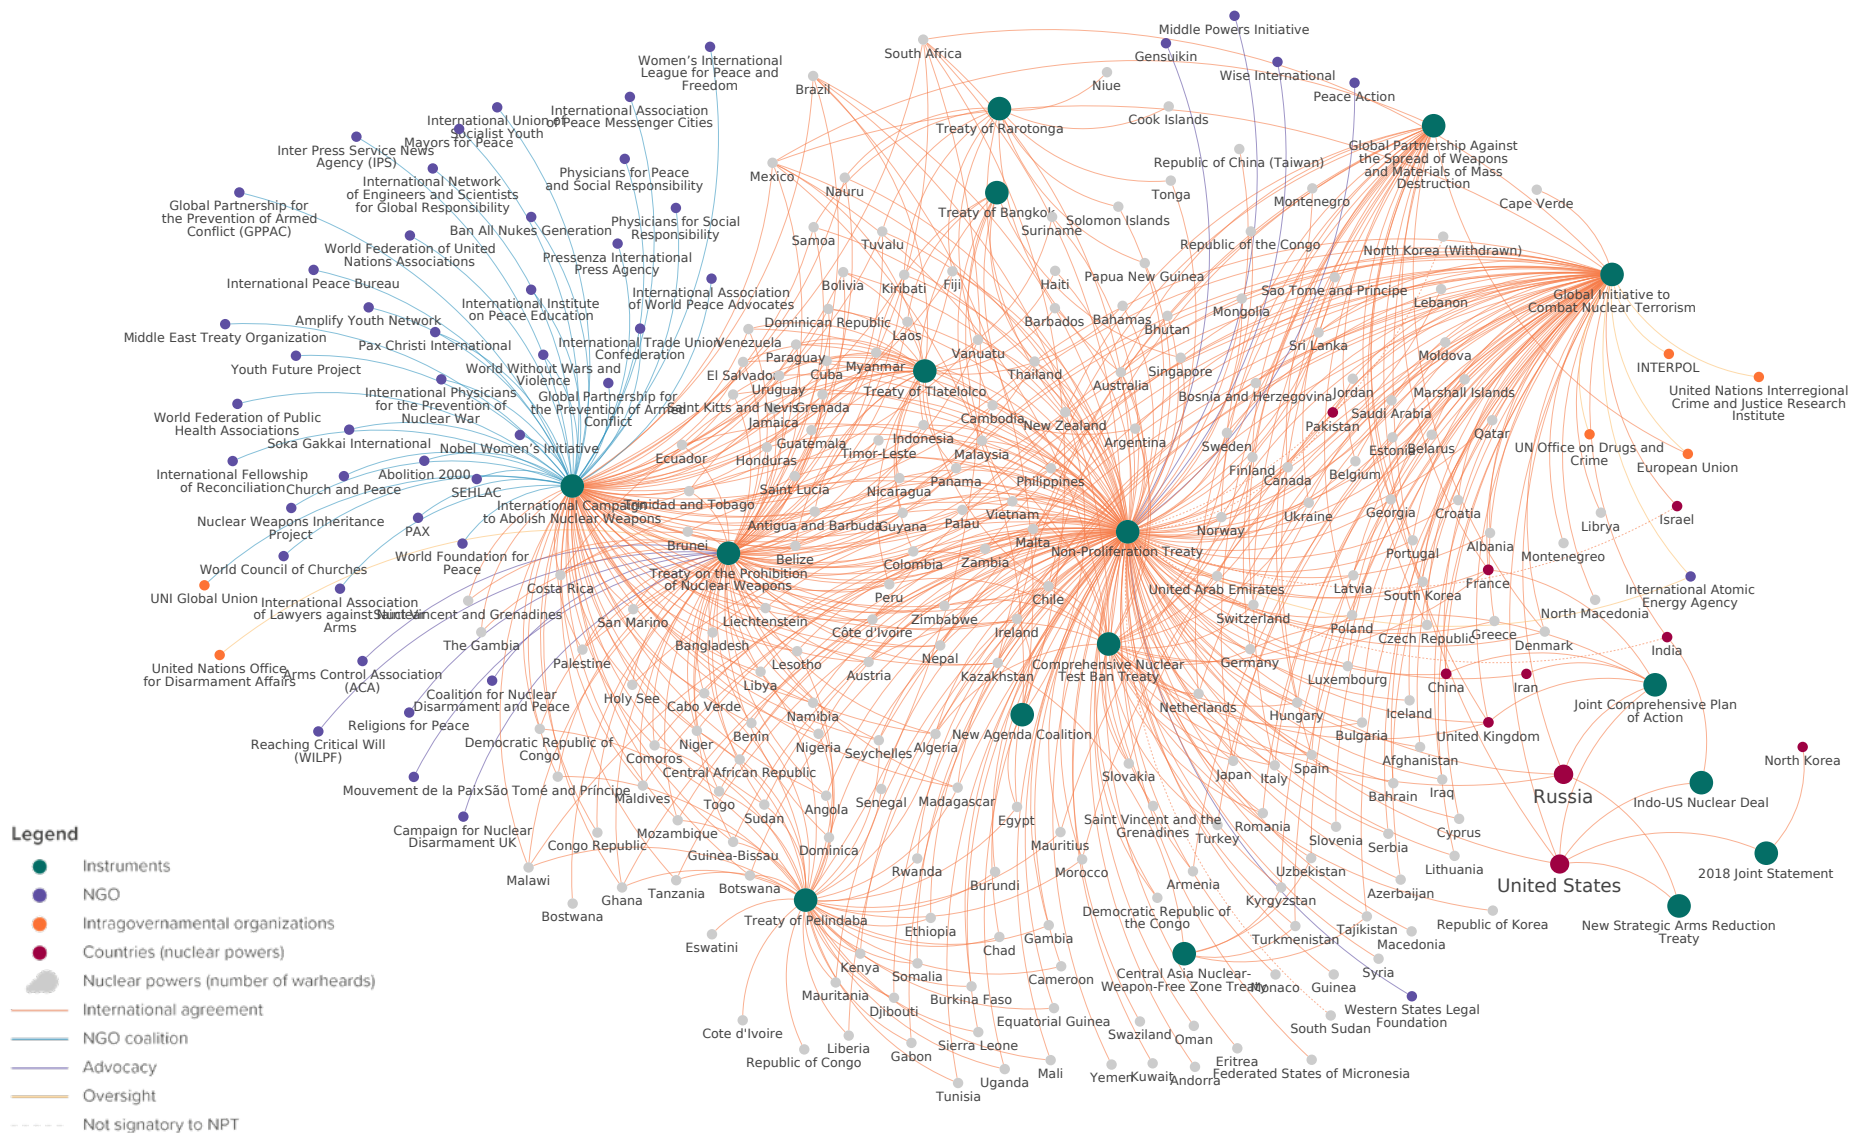 Middle Powers Initiative
South Africa
Gensuikin
Women’s International
League for Peace and
Freedom
Wise International
Niue
Brazil
Peace Action
International Association
of Peace Messenger Cities
International Union of
Socialist Youth
Mayors for Peace
Treaty of Rarotonga
Cook Islands
Inter Press Service News
Agency (IPS)
Global Partnership Against
the Spread of Weapons
and Materials of Mass
Destruction
Republic of China (Taiwan)
Mexico
Physicians for Peace
and Social Responsibility
International Network
of Engineers and Scientists
for Global Responsibility
Nauru
Tonga
Montenegro
Cape Verde
Global Partnership for
the Prevention of Armed
Conflict (GPPAC)
Treaty of Bangkok
Solomon Islands
Suriname
Physicians for Social
Responsibility
Ban All Nukes Generation
Samoa
Tuvalu
Republic of the Congo
North Korea (Withdrawn)
World Federation of United
Nations Associations
Pressenza International
Press Agency
Papua New Guinea
International Peace Bureau
Bolivia
Kiribati
Fiji
Haiti
Sao Tome and Principe
Lebanon
Global Initiative to
Combat Nuclear Terrorism
International Association
of World Peace Advocates
International Institute
on Peace Education
Amplify Youth Network
Dominican Republic
Laos
Barbados
Bahamas
Bhutan
Mongolia
Middle East Treaty Organization
Pax Christi International
International Trade Union
Confederation
Venezuela
Paraguay
Myanmar
Vanuatu
Sri Lanka
Moldova
INTERPOL
Youth Future Project
World Without Wars and
Violence
El Salvador
Cuba
Uruguay
Treaty of Tlatelolco
Thailand
Singapore
Australia
Bosnia and Herzegovina
Jordan
Marshall Islands
United Nations Interregional
Crime and Justice Research
Institute
International Physicians
for the Prevention of
Nuclear War
Global Partnership for
the Prevention of Armed
Conflict
Saint Kitts and Nevis
Grenada
Jamaica
Cambodia
New Zealand
Pakistan
Saudi Arabia
World Federation of Public
Health Associations
Soka Gakkai International
Nobel Women’s Initiative
Guatemala
Indonesia
Timor-Leste
Malaysia
Argentina
Sweden
Estonia
Belarus
Qatar
UN Office on Drugs and
Crime
European Union
Ecuador
Honduras
Finland
Canada
Belgium
International Fellowship
of Reconciliation
Church and Peace
Abolition 2000
SEHLAC
Saint Lucia
Nicaragua
Panama
Philippines
International Campaign
to Abolish Nuclear Weapons
Trinidad and Tobago
Nuclear Weapons Inheritance
Project
PAX
Antigua and Barbuda
Guyana
Palau
Vietnam
Ukraine
Georgia
Croatia
Norway
Librya
Israel
Brunei
Malta
Non-Proliferation Treaty
World Foundation for
Peace
World Council of Churches
Belize
Colombia
Zambia
Portugal
Albania
Montenegreo
Treaty on the Prohibition
of Nuclear Weapons
Costa Rica
United Arab Emirates
Latvia
South Korea
France
International Atomic
Energy Agency
UNI Global Union
International Association
of Lawyers against Nuclear
Arms
Saint Vincent and Grenadines
Peru
Chile
North Macedonia
San Marino
Liechtenstein
Zimbabwe
Switzerland
The Gambia
Bangladesh
Côte d'Ivoire
Ireland
Poland
Czech Republic
Greece
Denmark
India
United Nations Office
for Disarmament Affairs
Arms Control Association
(ACA)
Palestine
Lesotho
Nepal
Austria
Kazakhstan
Comprehensive Nuclear
Test Ban Treaty
Germany
Luxembourg
China
Iran
Coalition for Nuclear
Disarmament and Peace
Holy See
Libya
Cabo Verde
Namibia
Netherlands
Hungary
Iceland
Joint Comprehensive Plan
of Action
Religions for Peace
Reaching Critical Will
(WILPF)
Democratic Republic of
Congo
Benin
Niger
Nigeria
Seychelles
Algeria
New Agenda Coalition
Bulgaria
United Kingdom
Comoros
Central African Republic
Slovakia
Japan
Italy
Spain
Afghanistan
North Korea
Mouvement de la Paix
São Tomé and Príncipe
Maldives
Togo
Sudan
Angola
Senegal
Madagascar
Bahrain
Iraq
Russia
Indo-US Nuclear Deal
Campaign for Nuclear
Disarmament UK
Mozambique
Egypt
Saint Vincent and the
Grenadines
Turkey
Romania
Slovenia
Cyprus
Congo Republic
Guinea-Bissau
Dominica
Mauritius
Serbia
Malawi
Rwanda
Morocco
Uzbekistan
Lithuania
2018 Joint Statement
Ghana
Tanzania
Botswana
Burundi
Armenia
Kyrgyzstan
Azerbaijan
United States
Bostwana
Treaty of Pelindaba
Democratic Republic of
the Congo
Republic of Korea
New Strategic Arms Reduction
Treaty
Eswatini
Ethiopia
Chad
Gambia
Turkmenistan
Tajikistan
Macedonia
Kenya
Somalia
Cameroon
Central Asia Nuclear-
Weapon-Free Zone Treaty
Monaco
Guinea
Syria
Mauritania
Burkina Faso
Djibouti
Equatorial Guinea
Western States Legal
Foundation
South Sudan
Cote d'Ivoire
Swaziland
Oman
Republic of Congo
Liberia
Gabon
Sierra Leone
Eritrea
Uganda
Mali
Yemen
Kuwait
Andorra
Federated States of Micronesia
Tunisia
Legend
Instruments
NGO
Intragovernamental organizations
Countries (nuclear powers)
Nuclear powers (number of warheards)
International agreement
NGO coalition
Advocacy
Oversight
Not signatory to NPT